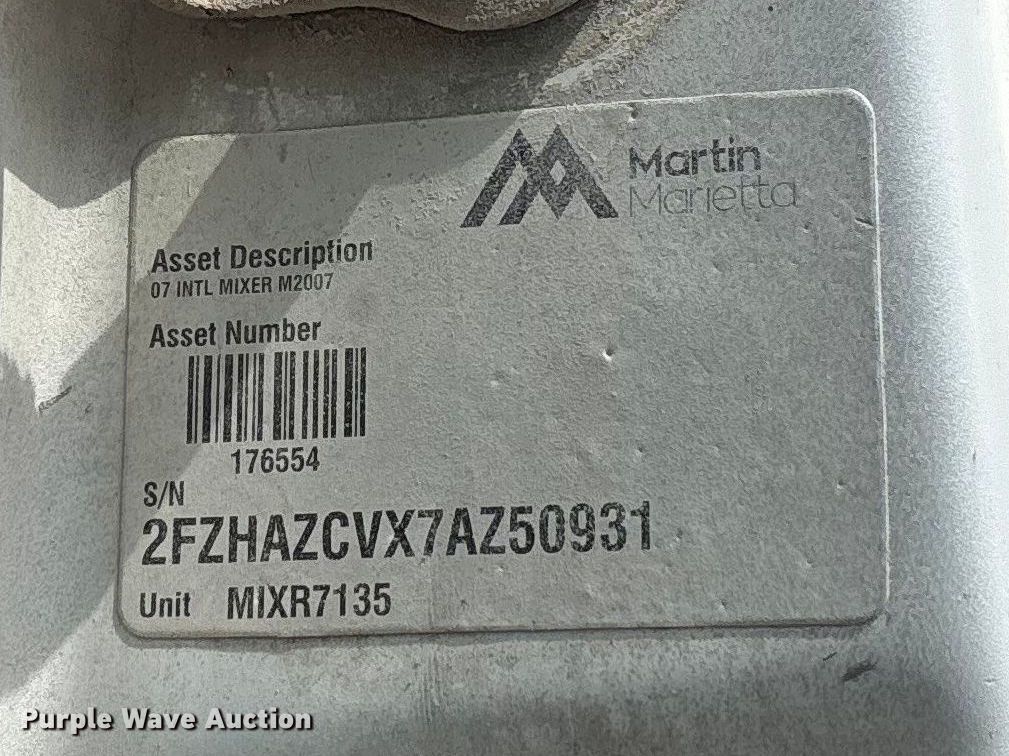 Martin
Marietta
Asset Description
07 INTL MIXER M2007
Asset Number
176554
S/N
2FZHAZCVX7AZ50931
Unit MIXR7135
Purple Wave Auction